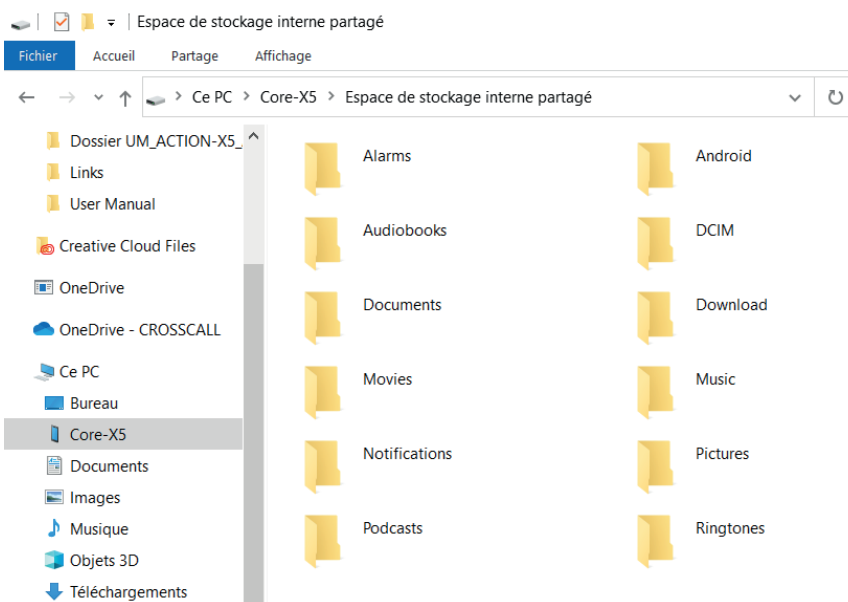 Espace de stockage interne partagé
Fichier Accueil Partage Affichage
Ce PC > Core-X5 > Espace de stockage interne partagé
Dossier UM_ACTION-X5_
Links
User Manual
Creative Cloud Files
OneDrive
OneDrive - CROSSCALL
Ce PC
Bureau
Core-X5
Documents
Images
Musique
Objets 3D
Téléchargements
Alarms Android
Audiobooks DCIM
Documents Download
Movies Music
Notifications Pictures
Podcasts Ringtones